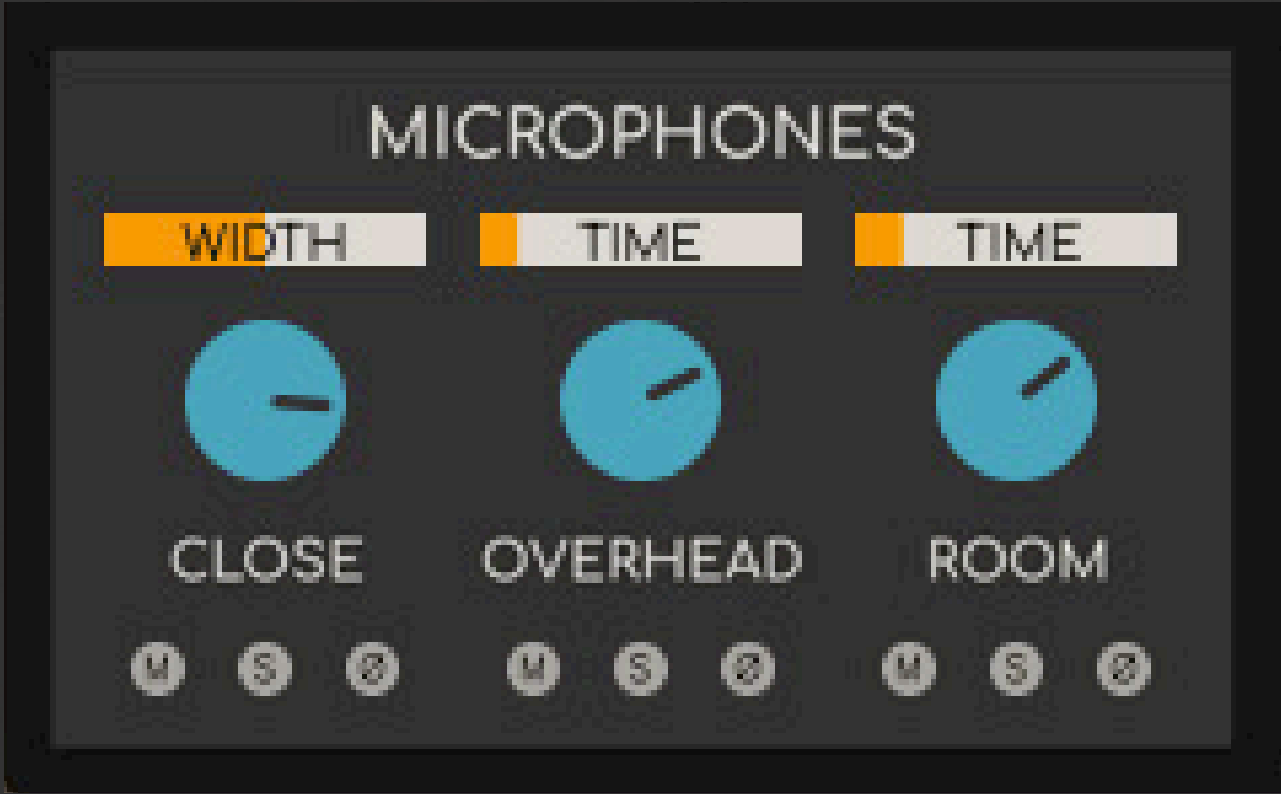 MICROPHONES
WIDTH TIME TIME
CLOSE OVERHEAD ROOM
M S Ø M S Ø M S Ø